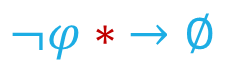 ¬φ * → ∅